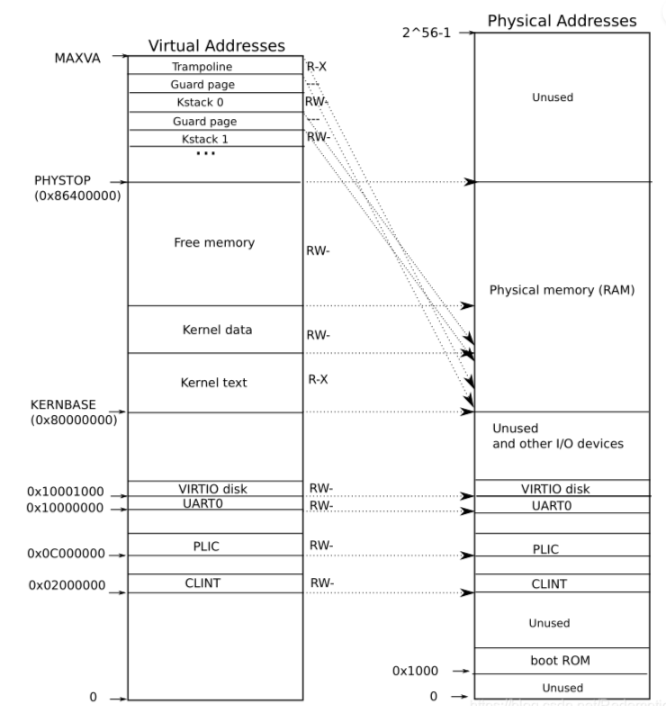 Virtual Addresses
MAXVA
Trampoline
R-X
Guard page
---
Kstack 0
RW-
Guard page
---
Kstack 1
RW-
...
PHYSTOP
(0x86400000)
Free memory
RW-
Kernel data
RW-
Kernel text
R-X
KERNBASE
(0x80000000)
0x10001000
VIRTIO disk
RW-
0x10000000
UART0
RW-
0x0C000000
PLIC
RW-
0x02000000
CLINT
RW-
0
Physical Addresses
2^56-1
Unused
Physical memory (RAM)
Unused
and other I/O devices
VIRTIO disk
UART0
PLIC
CLINT
Unused
boot ROM
0x1000
Unused
0